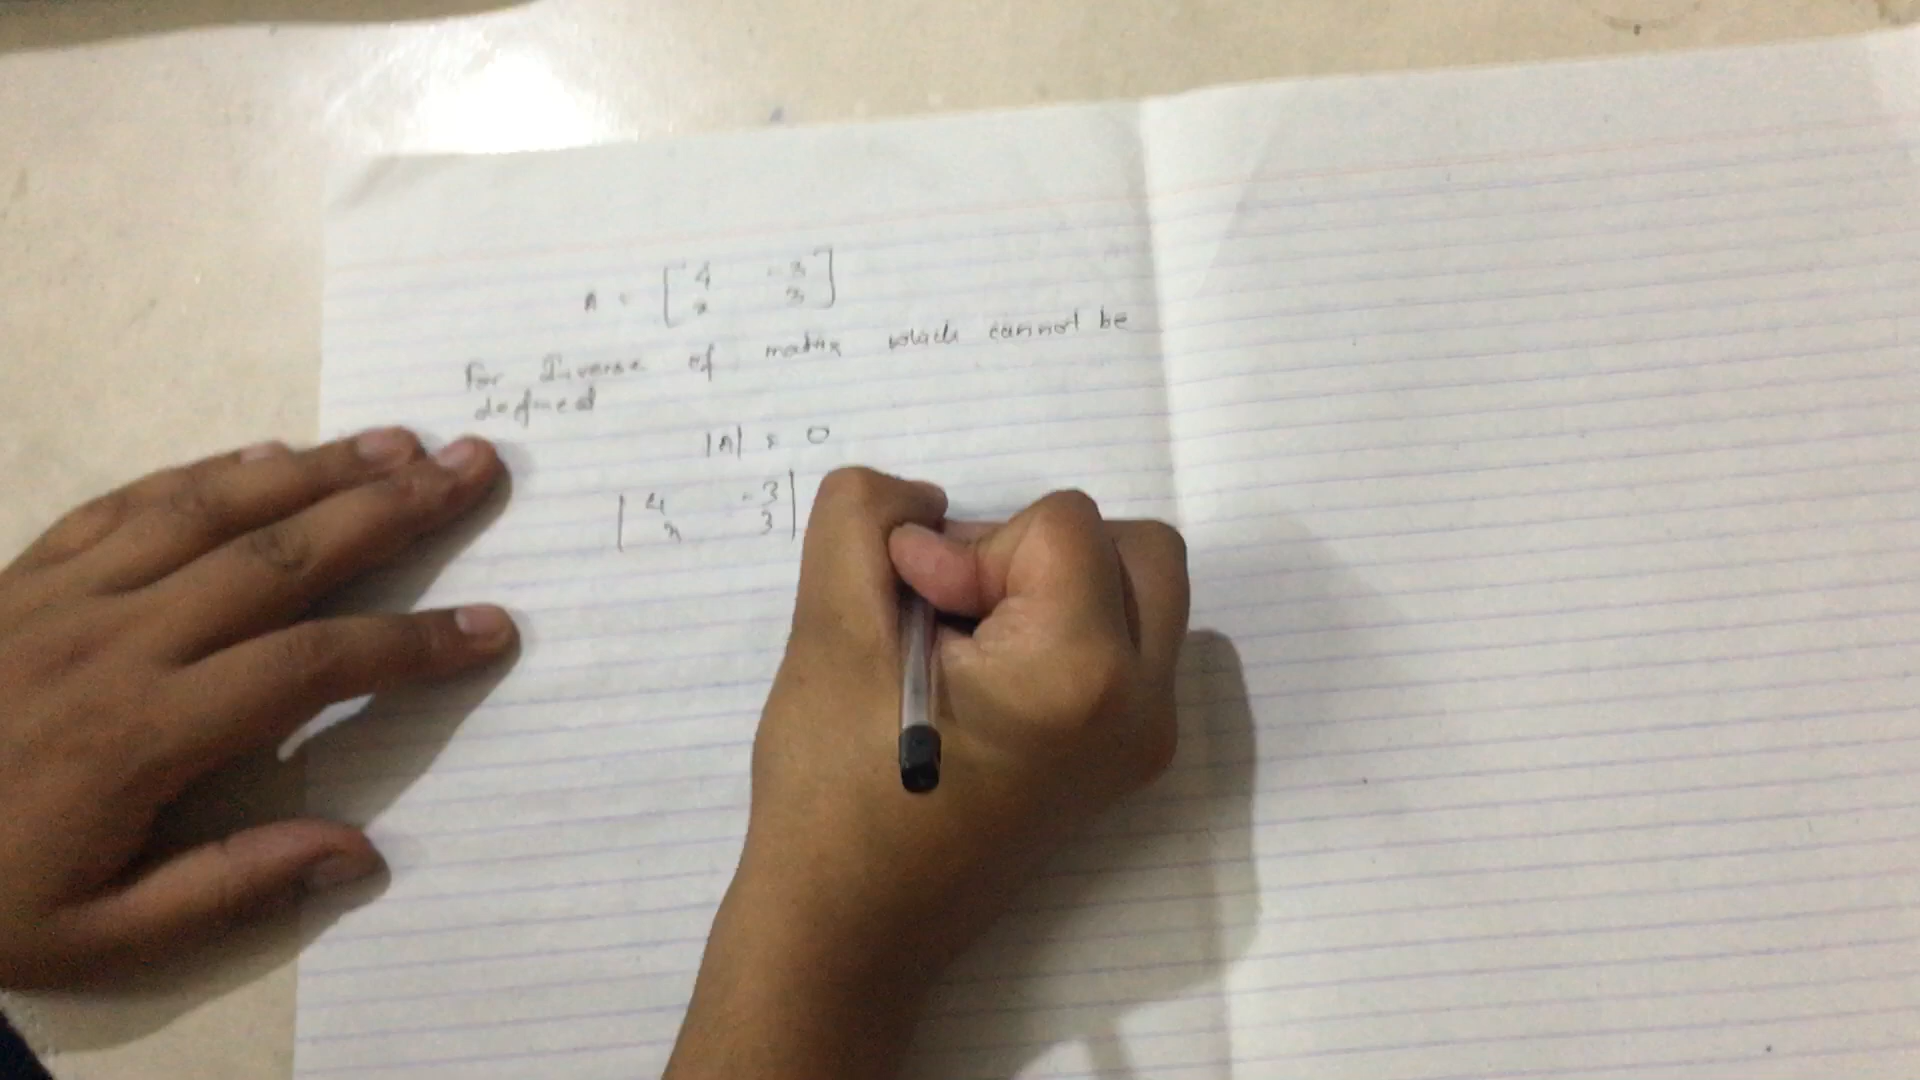 A = [ 4 -3
x 3 ]
For Inverse of matrix which cannot be
defined
|A| = 0
| 4 -3 |
| x 3 |